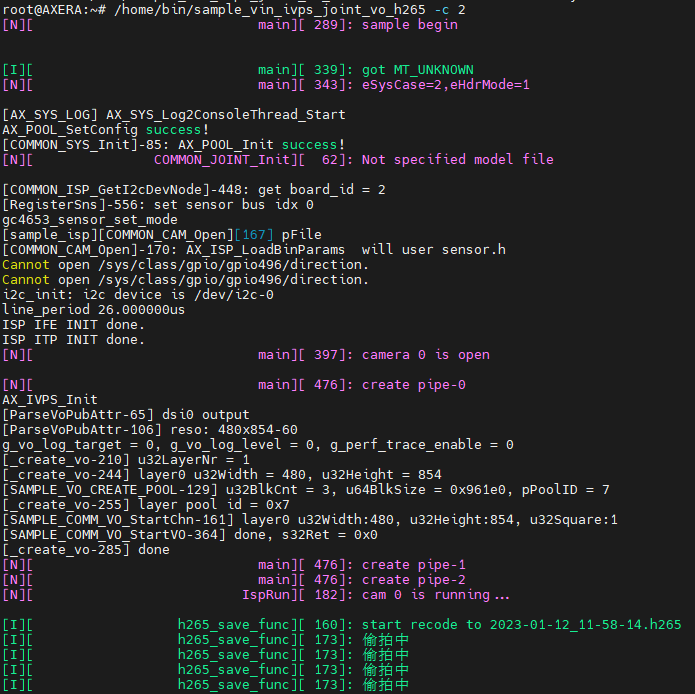 root@AXERA:~# /home/bin/sample_vin_ivps_joint_vo_h265 -c 2
[N][                            main][ 289]: sample begin
[I][                            main][ 339]: got MT_UNKNOWN
[N][                            main][ 343]: eSysCase=2,eHdrMode=1
[AX_SYS_LOG] AX_SYS_Log2ConsoleThread_Start
AX_POOL_SetConfig success!
[COMMON_SYS_Init]-85: AX_POOL_Init success!
[N][               COMMON_JOINT_Init][  62]: Not specified model file
[COMMON_ISP_GetI2cDevNode]-448: get board_id = 2
[RegisterSns]-556: set sensor bus idx 0
gc4653_sensor_set_mode
[sample_isp][COMMON_CAM_Open][167] pFile
[COMMON_CAM_Open]-170: AX_ISP_LoadBinParams  will user sensor.h
Cannot open /sys/class/gpio/gpio496/direction.
Cannot open /sys/class/gpio/gpio496/direction.
i2c_init: i2c device is /dev/i2c-0
line_period 26.000000us
ISP IFE INIT done.
ISP ITP INIT done.
[N][                            main][ 397]: camera 0 is open
[N][                            main][ 476]: create pipe-0
AX_IVPS_Init
[ParseVoPubAttr-65] dsi0 output
[ParseVoPubAttr-106] reso: 480x854-60
g_vo_log_target = 0, g_vo_log_level = 0, g_perf_trace_enable = 0
[_create_vo-210] u32LayerNr = 1
[_create_vo-244] layer0 u32Width = 480, u32Height = 854
[SAMPLE_VO_CREATE_POOL-129] u32BlkCnt = 3, u64BlkSize = 0x961e0, pPoolID = 7
[_create_vo-255] layer pool id = 0x7
[SAMPLE_COMM_VO_StartChn-161] layer0 u32Width:480, u32Height:854, u32Square:1
[SAMPLE_COMM_VO_StartVO-364] done, s32Ret = 0x0
[_create_vo-285] done
[N][                            main][ 476]: create pipe-1
[N][                            main][ 476]: create pipe-2
[N][                          IspRun][ 182]: cam 0 is running...
[I][                  h265_save_func][ 160]: start recode to 2023-01-12_11-58-14.h265
[I][                  h265_save_func][ 173]: 偷拍中
[I][                  h265_save_func][ 173]: 偷拍中
[I][                  h265_save_func][ 173]: 偷拍中
[I][                  h265_save_func][ 173]: 偷拍中